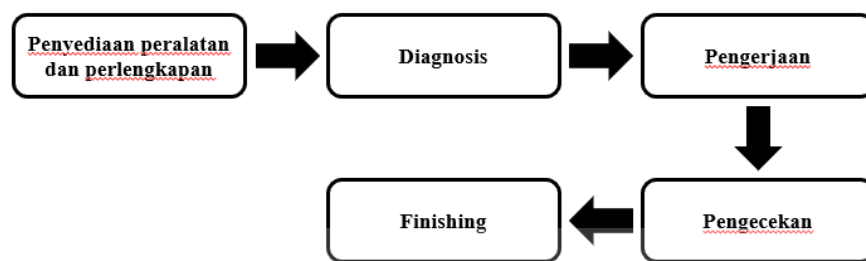 Penyediaan peralatan
dan perlengkapan
Diagnosis
Pengerjaan
Pengecekan
Finishing